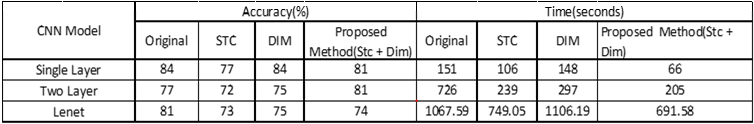 CNN Model Accuracy(%) Time(seconds)
Original STC DIM Proposed Method(Stc + Dim) Original STC DIM Proposed Method(Stc + Dim)
Single Layer 84 77 84 81 151 106 148 66
Two Layer 77 72 75 81 726 239 297 205
Lenet 81 73 75 74 1067.59 749.05 1106.19 691.58